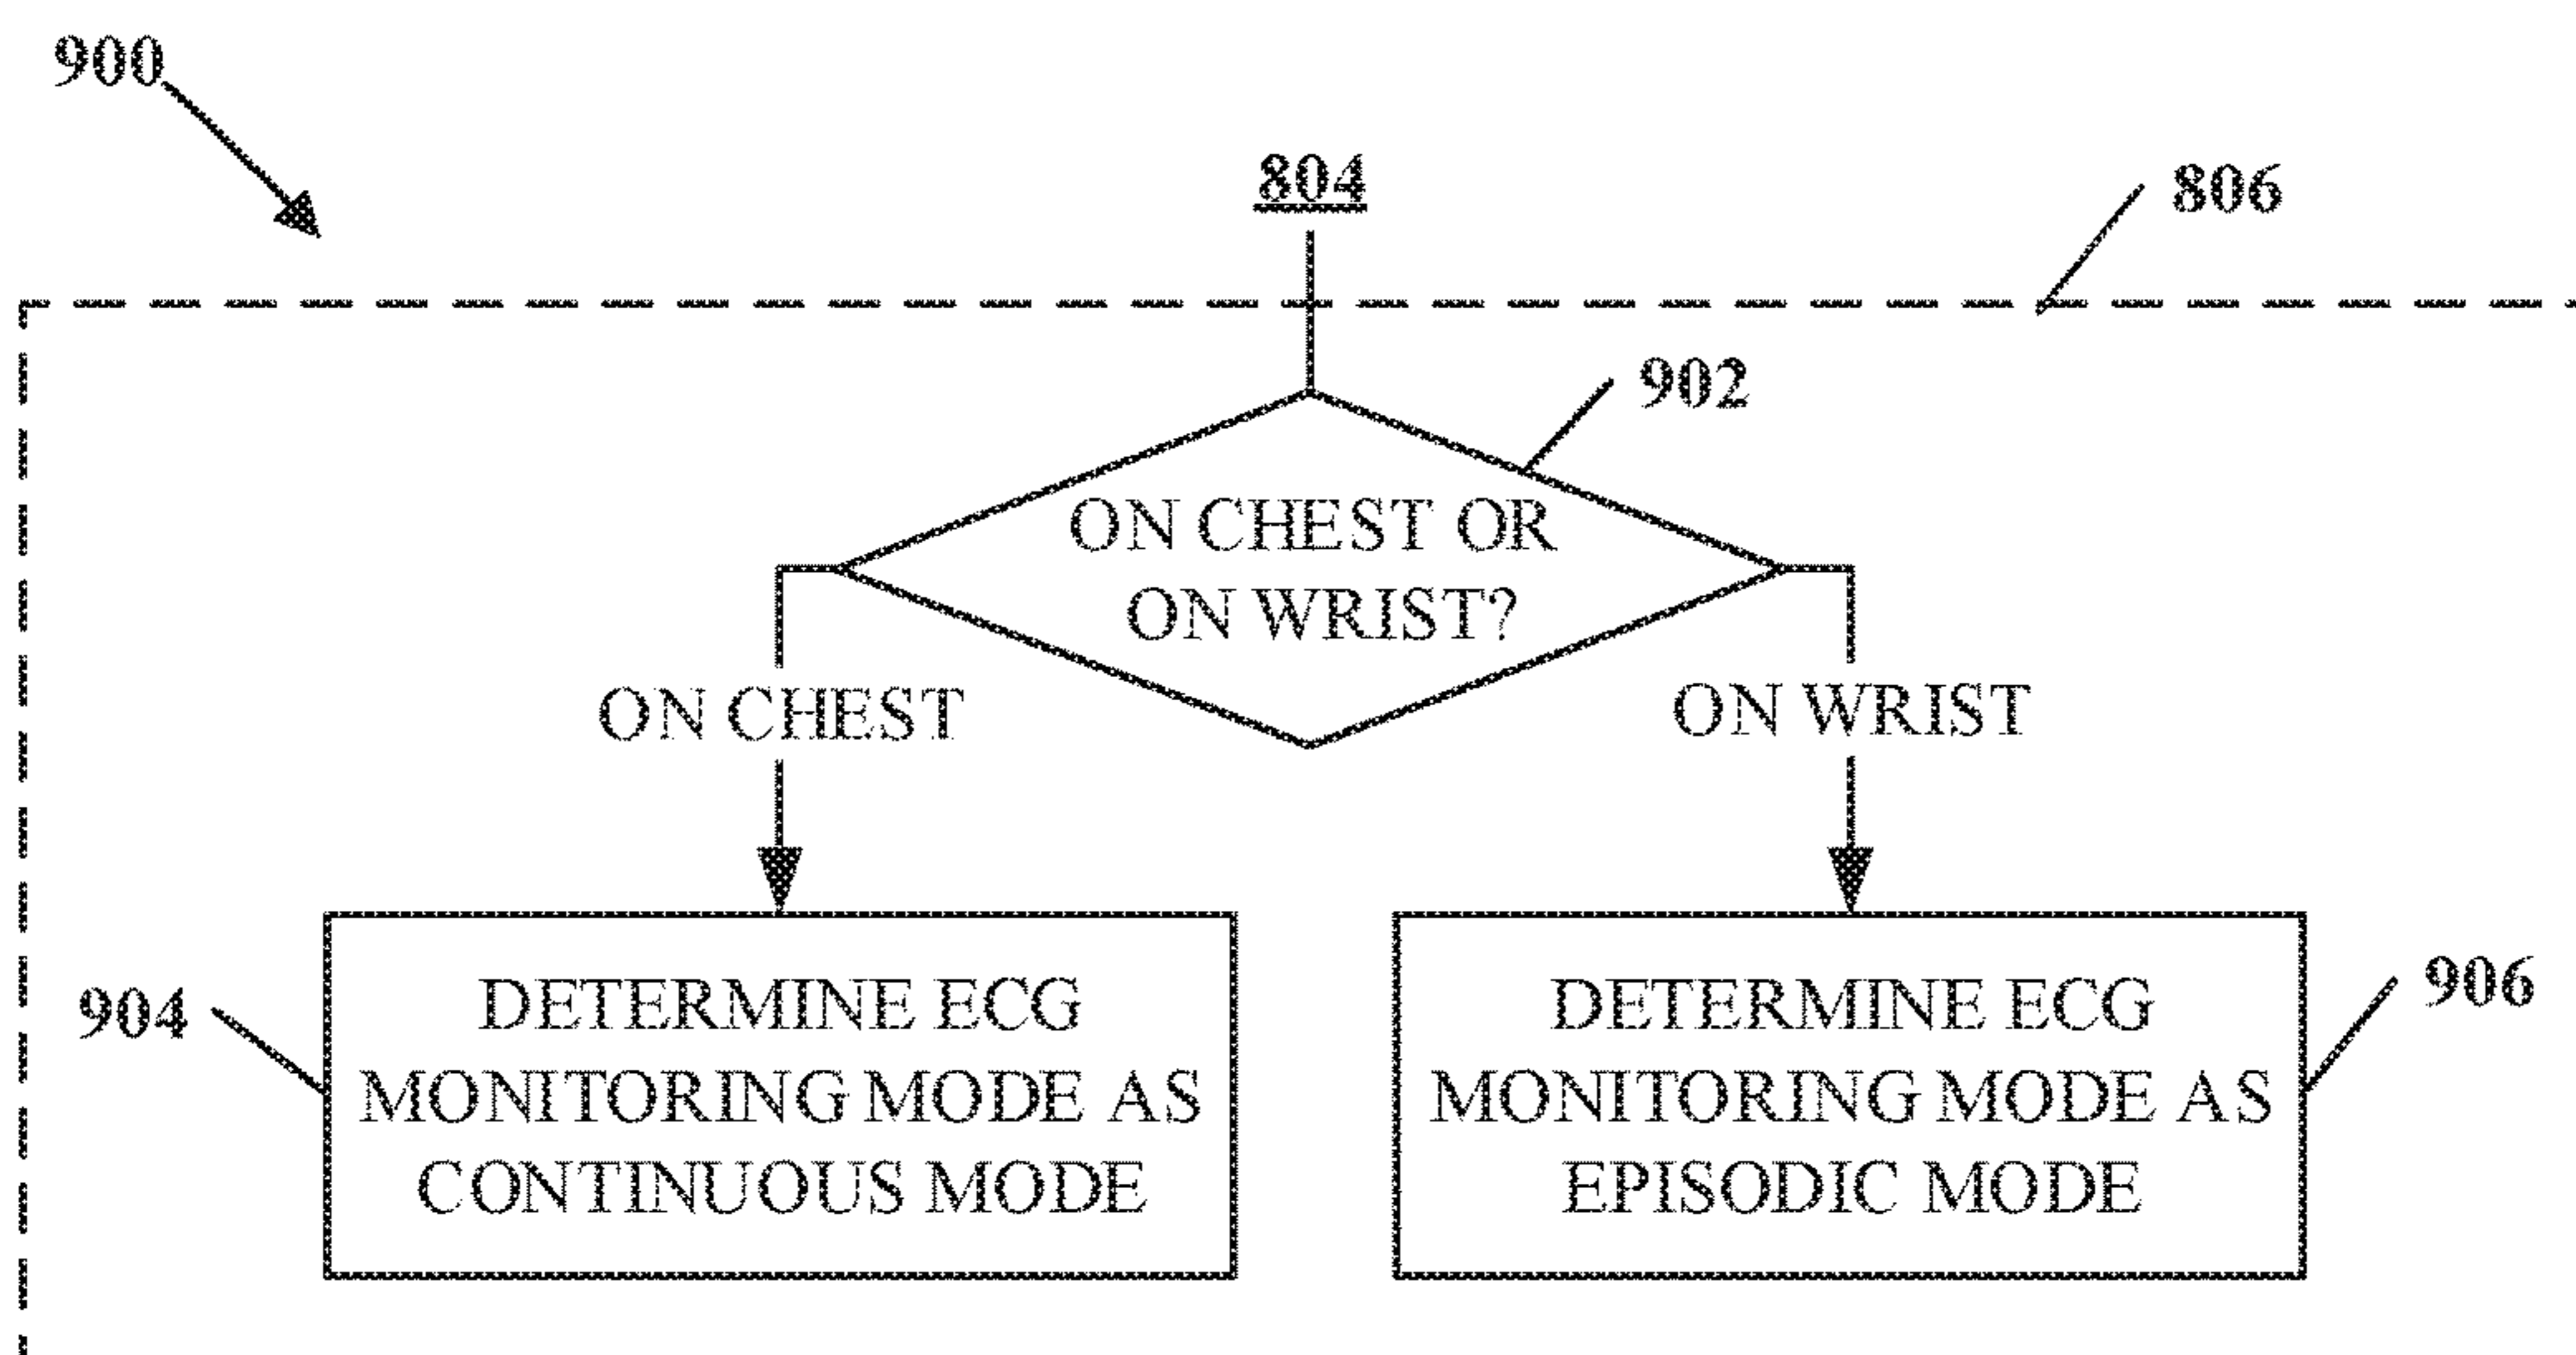 900
804
806
902
ON CHEST OR
ON WRIST?
ON CHEST
ON WRIST
904
DETERMINE ECG
MONITORING MODE AS
CONTINUOUS MODE
DETERMINE ECG
MONITORING MODE AS
EPISODIC MODE
906